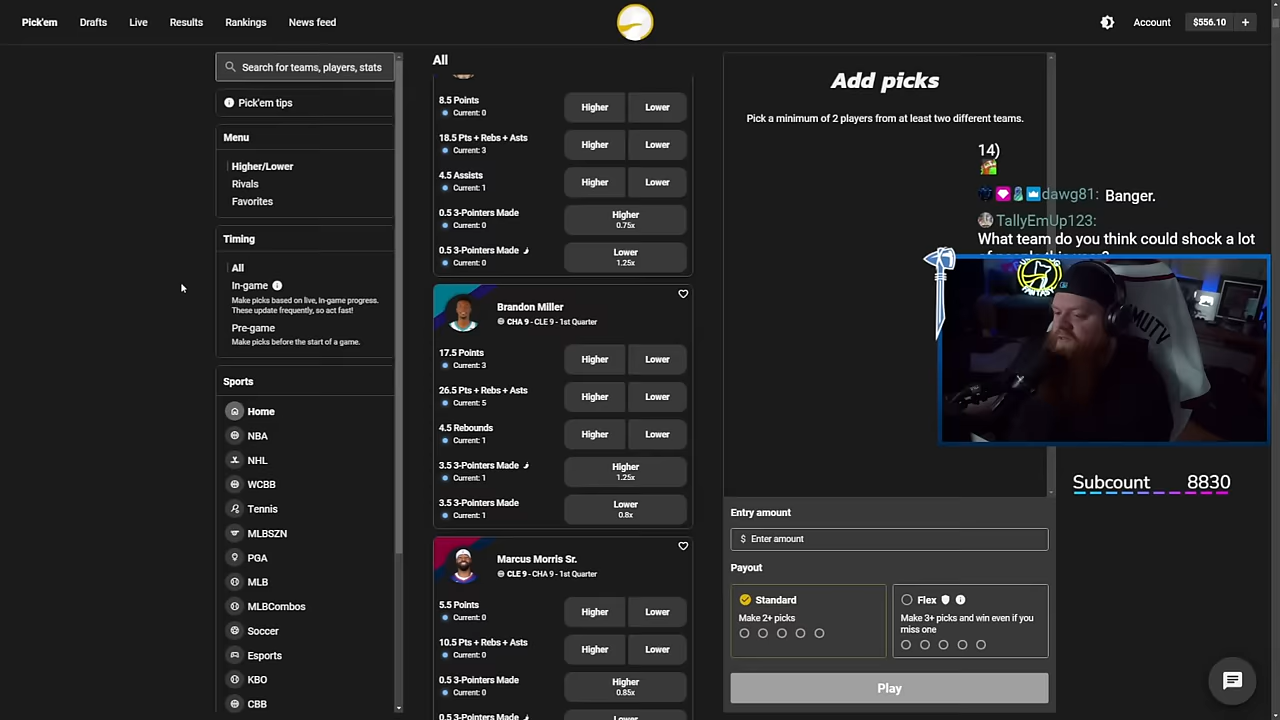 Pick'em
Drafts
Live
Results
Rankings
News feed
Account
$556.10
+
Search for teams, players, stats
Pick'em tips
Menu
Higher/Lower
Rivals
Favorites
Timing
All
In-game
Make picks based on live, in-game progress.
These update frequently, so act fast!
Pre-game
Make picks before the start of a game.
Sports
Home
NBA
NHL
WCBB
Tennis
MLBSZN
PGA
MLB
MLBCombos
Soccer
Esports
KBO
CBB
All
8.5 Points
Current: 0
Higher
Lower
18.5 Pts + Rebs + Asts
Current: 3
Higher
Lower
4.5 Assists
Current: 1
Higher
Lower
0.5 3-Pointers Made
Current: 0
Higher
0.75x
0.5 3-Pointers Made
Current: 0
Lower
1.25x
Brandon Miller
CHA 9 - CLE 9 - 1st Quarter
17.5 Points
Current: 3
Higher
Lower
26.5 Pts + Rebs + Asts
Current: 5
Higher
Lower
4.5 Rebounds
Current: 1
Higher
Lower
3.5 3-Pointers Made
Current: 1
Higher
1.25x
3.5 3-Pointers Made
Current: 1
Lower
0.8x
Marcus Morris Sr.
CLE 9 - CHA 9 - 1st Quarter
5.5 Points
Current: 0
Higher
Lower
10.5 Pts + Rebs + Asts
Current: 0
Higher
Lower
0.5 3-Pointers Made
Current: 0
Higher
0.85x
0.5 3-Pointers Made
Lower
Add picks
Pick a minimum of 2 players from at least two different teams.
14)
dawg81: Banger.
TallyEmUp123:
What team do you think could shock a lot
Subcount 8830
Entry amount
$ Enter amount
Payout
Standard
Make 2+ picks
Flex
Make 3+ picks and win even if you
miss one
Play